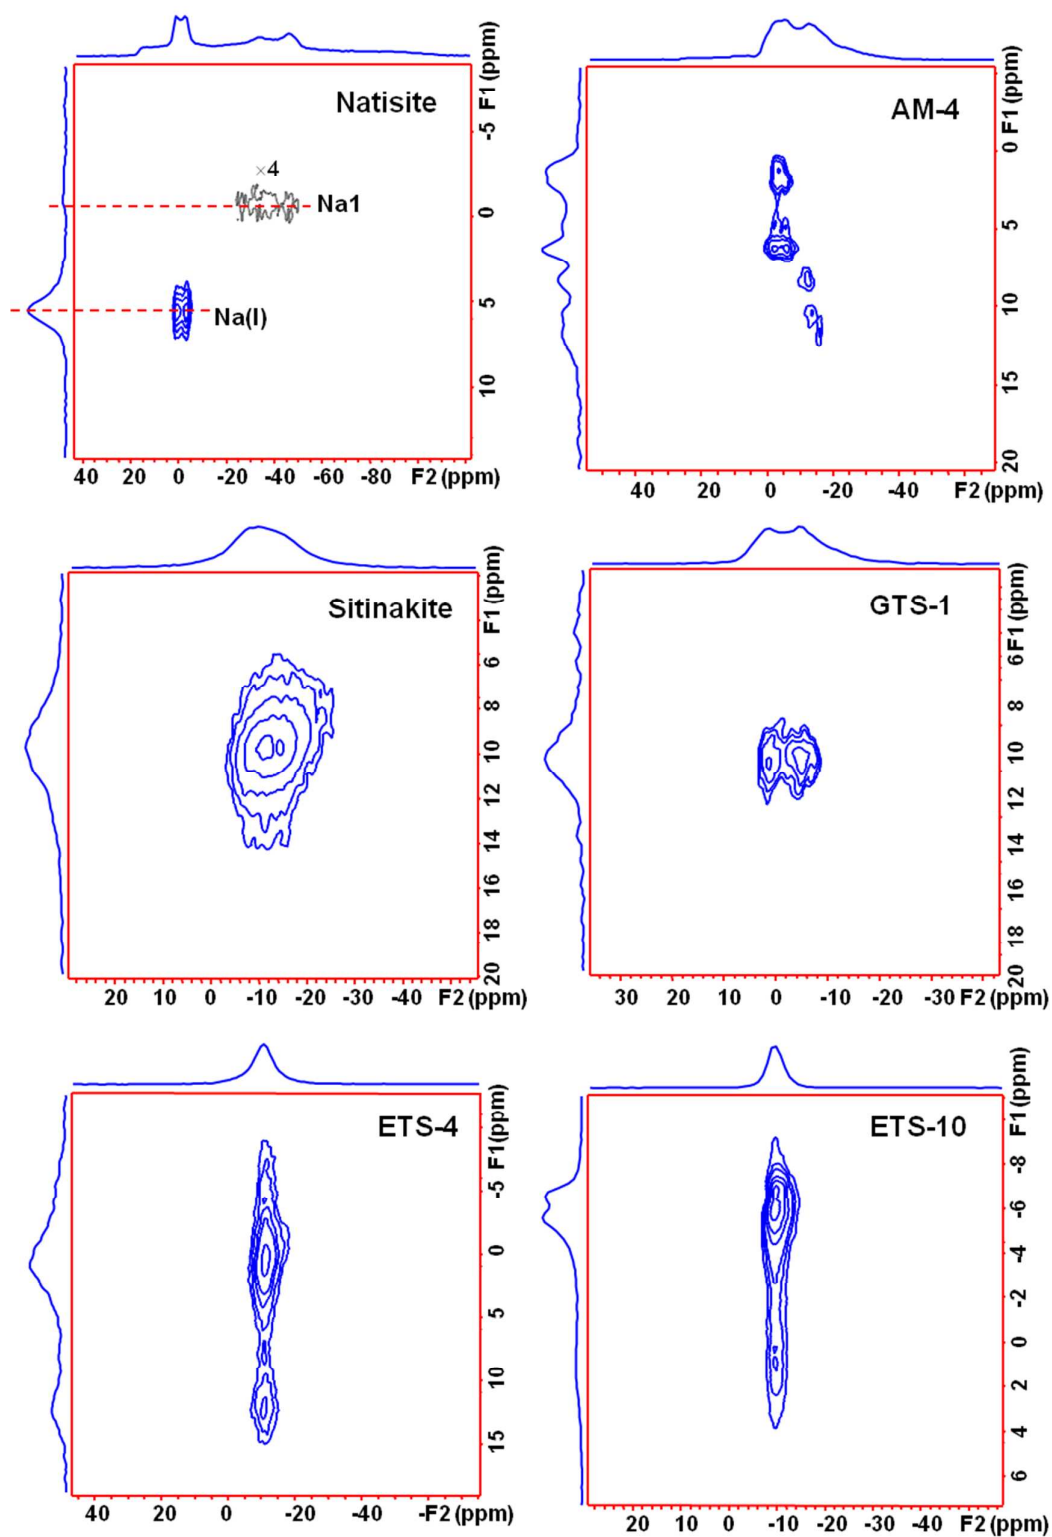 Natisite
F1 (ppm)
×4
Na1
Na(I)
-5
0
5
10
40 20 0 -20 -40 -60 -80 F2 (ppm)
AM-4
0 F1 (ppm)
5
10
15
20
40 20 0 -20 -40 F2 (ppm)
Sitinakite
F1 (ppm)
6
8
10
12
14
16
18
20
20 10 0 -10 -20 -30 -40 F2 (ppm)
GTS-1
6 F1 (ppm)
8
10
12
14
16
18
20
30 20 10 0 -10 -20 -30 F2 (ppm)
ETS-4
F1(ppm)
-5
0
5
10
15
40 20 0 -20 -40 -F2 (ppm)
ETS-10
F1 (ppm)
-8
-6
-4
-2
0
2
4
6
20 10 0 -10 -20 -30 F2 (ppm)